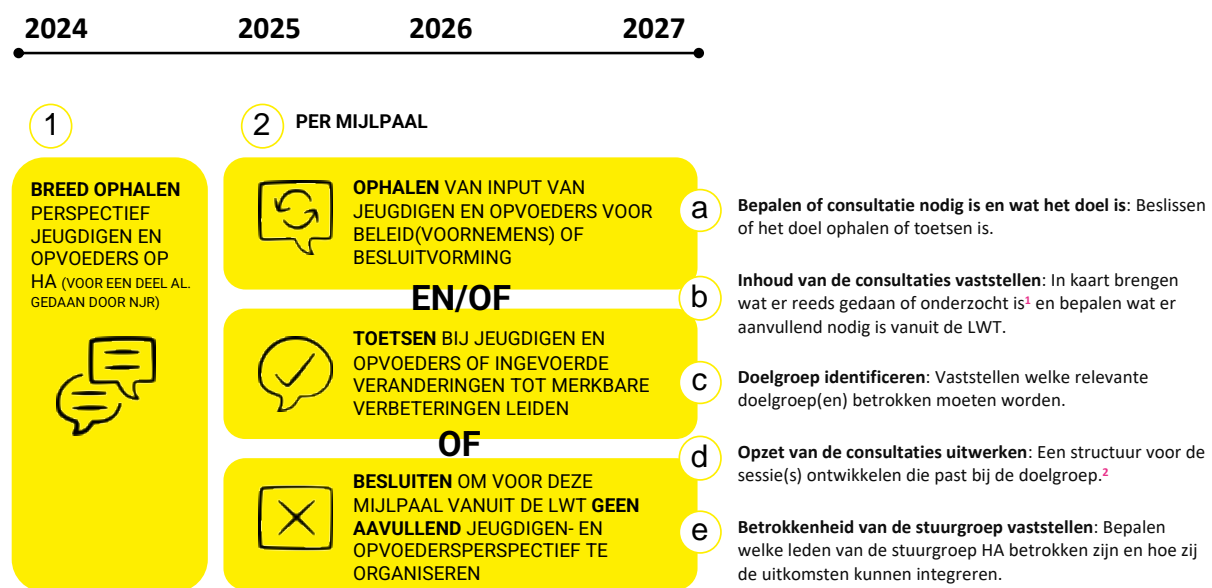 2024 2025 2026 2027
1
2 PER MIJLPAAL
BREED OPHALEN
PERSPECTIEF
JEUGDIGEN EN
OPVOEDERS OP
HA (VOOR EEN DEEL AL.
GEDAAN DOOR NJR)
OPHALEN VAN INPUT VAN
JEUGDIGEN EN OPVOEDERS VOOR
BELEID(VOORNEMENS) OF
BESLUITVORMING
EN/OF
TOETSEN BIJ JEUGDIGEN EN
OPVOEDERS OF INGEVOERDE
VERANDERINGEN TOT MERKBARE
VERBETERINGEN LEIDEN
OF
BESLUITEN OM VOOR DEZE
MIJLPAAL VANUIT DE LWT GEEN
AAVULLEND JEUGDIGEN- EN
OPVOEDERSPERSPECTIEF TE
ORGANISEREN
a
Bepalen of consultatie nodig is en wat het doel is: Beslissen
of het doel ophalen of toetsen is.
b
Inhoud van de consultaties vaststellen: In kaart brengen
wat er reeds gedaan of onderzocht is¹ en bepalen wat er
aanvullend nodig is vanuit de LWT.
c
Doelgroep identificeren: Vaststellen welke relevante
doelgroep(en) betrokken moeten worden.
d
Opzet van de consultaties uitwerken: Een structuur voor de
sessie(s) ontwikkelen die past bij de doelgroep.²
e
Betrokkenheid van de stuurgroep vaststellen: Bepalen
welke leden van de stuurgroep HA betrokken zijn en hoe zij
de uitkomsten kunnen integreren.